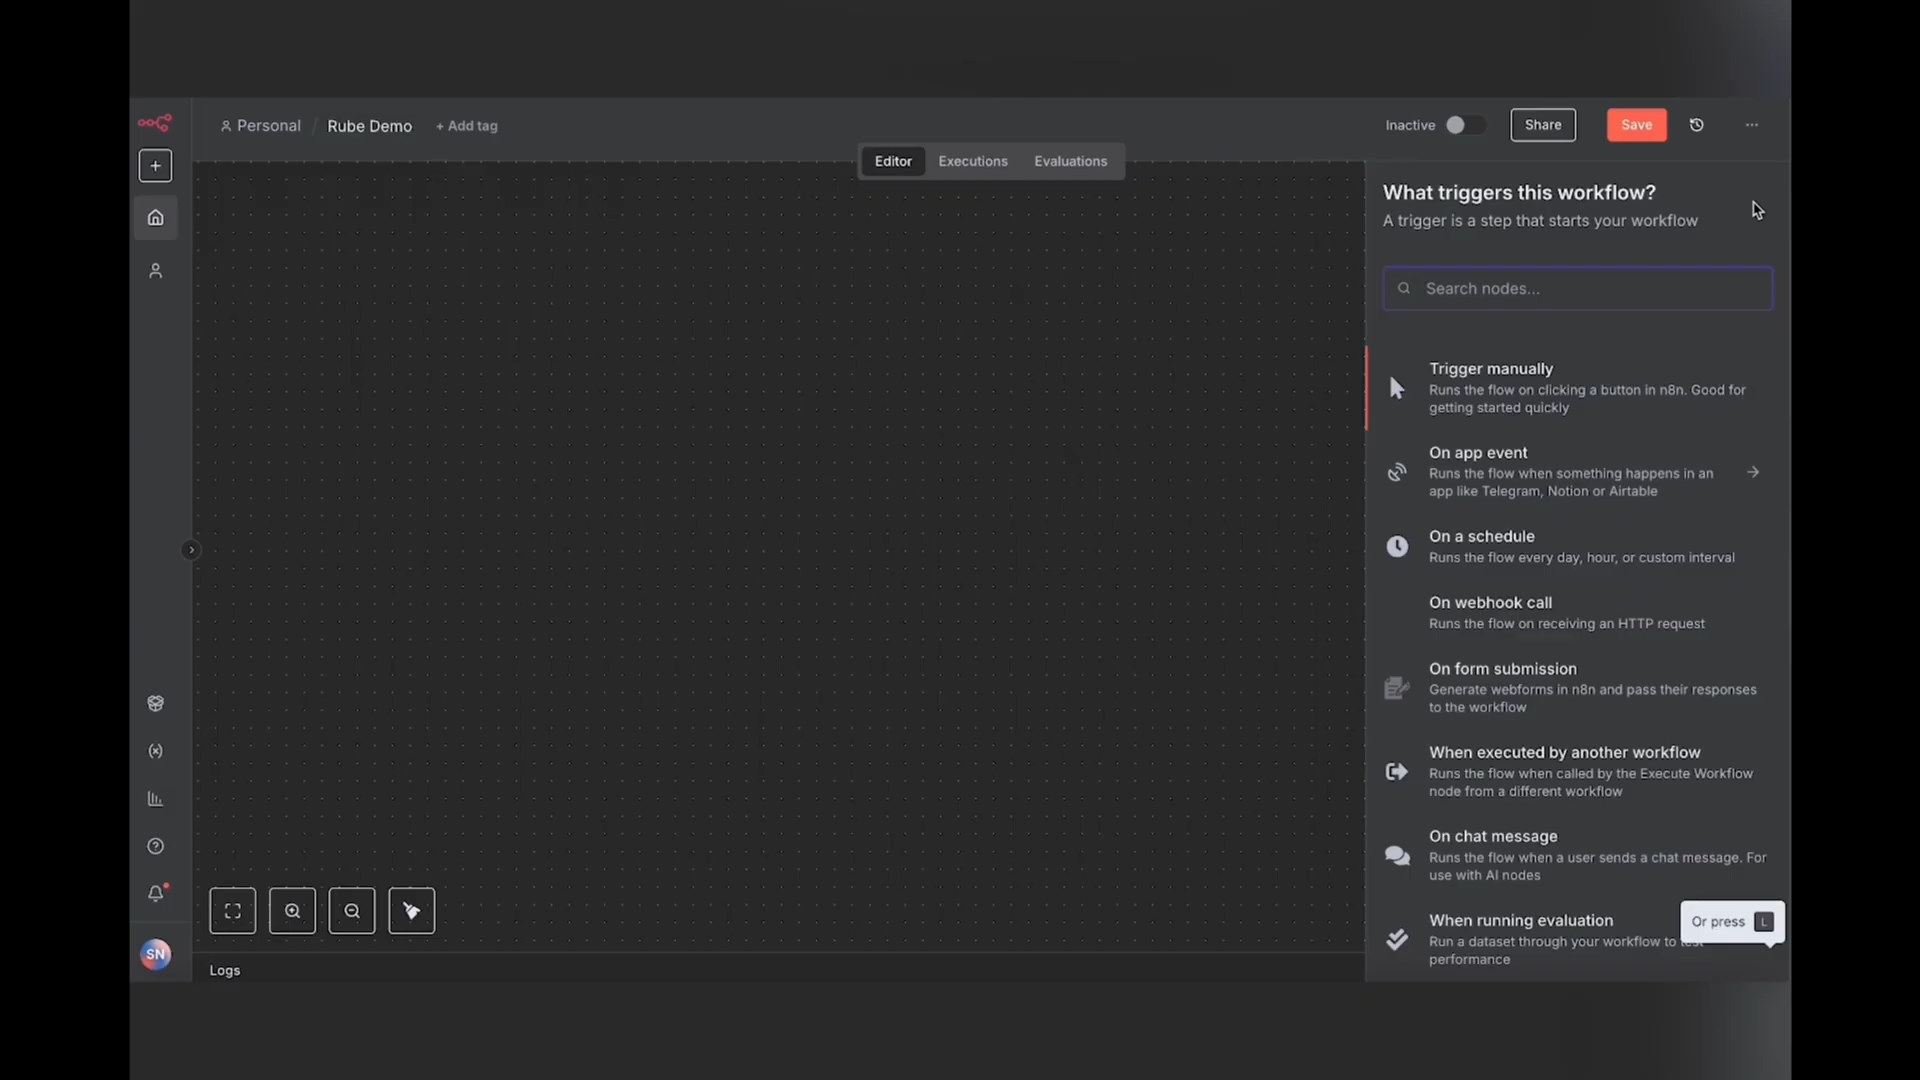 Personal / Rube Demo + Add tag
Inactive Share Save
Editor Executions Evaluations
What triggers this workflow?
A trigger is a step that starts your workflow
Search nodes...
Trigger manually
Runs the flow on clicking a button in n8n. Good for
getting started quickly
On app event
Runs the flow when something happens in an
app like Telegram, Notion or Airtable
On a schedule
Runs the flow every day, hour, or custom interval
On webhook call
Runs the flow on receiving an HTTP request
On form submission
Generate webforms in n8n and pass their responses
to the workflow
When executed by another workflow
Runs the flow when called by the Execute Workflow
node from a different workflow
On chat message
Runs the flow when a user sends a chat message. For
use with AI nodes
When running evaluation
Run a dataset through your workflow to test
performance
Or press L
SN
Logs